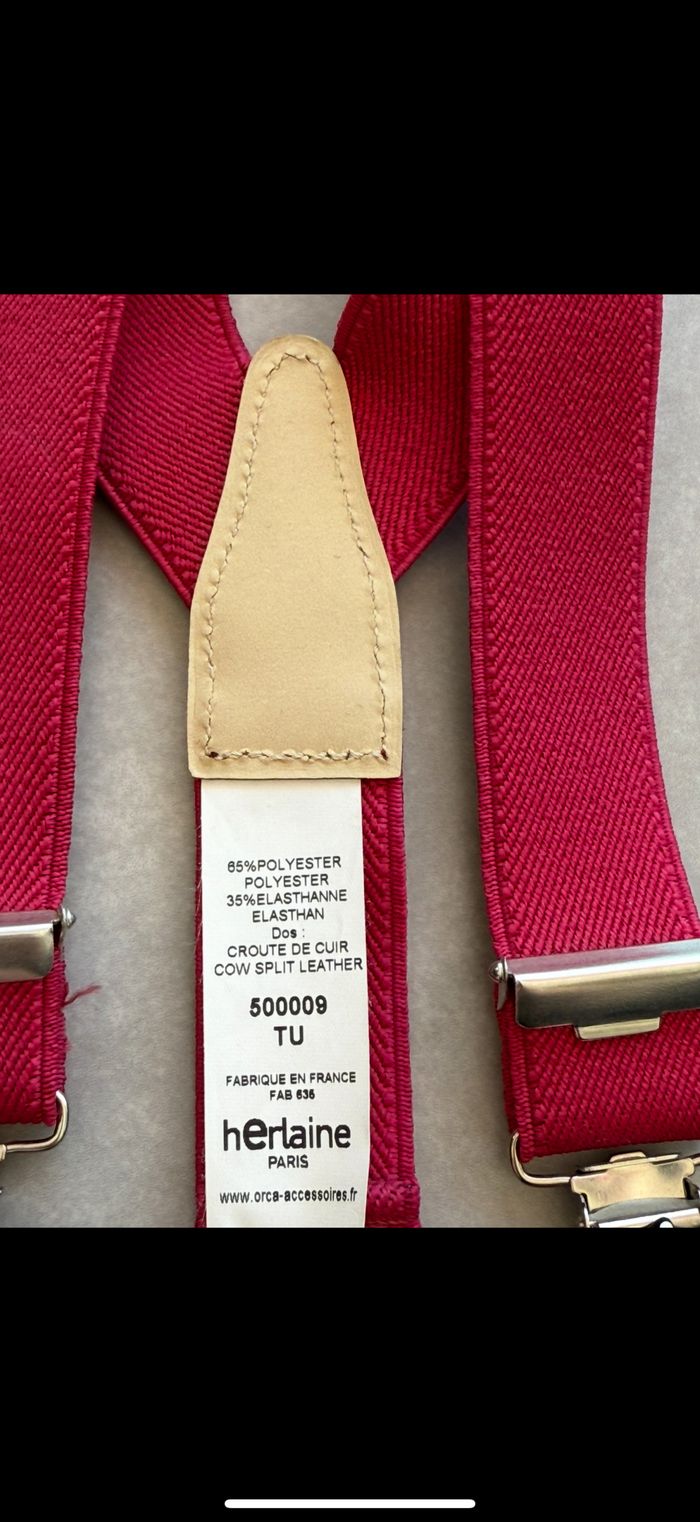 65%POLYESTER
POLYESTER
35%ELASTHANNE
ELASTHAN
Dos :
CROUTE DE CUIR
COW SPLIT LEATHER
500009
TU
FABRIQUE EN FRANCE
FAB 636
herlaine
PARIS
www.orca-accessoires.fr